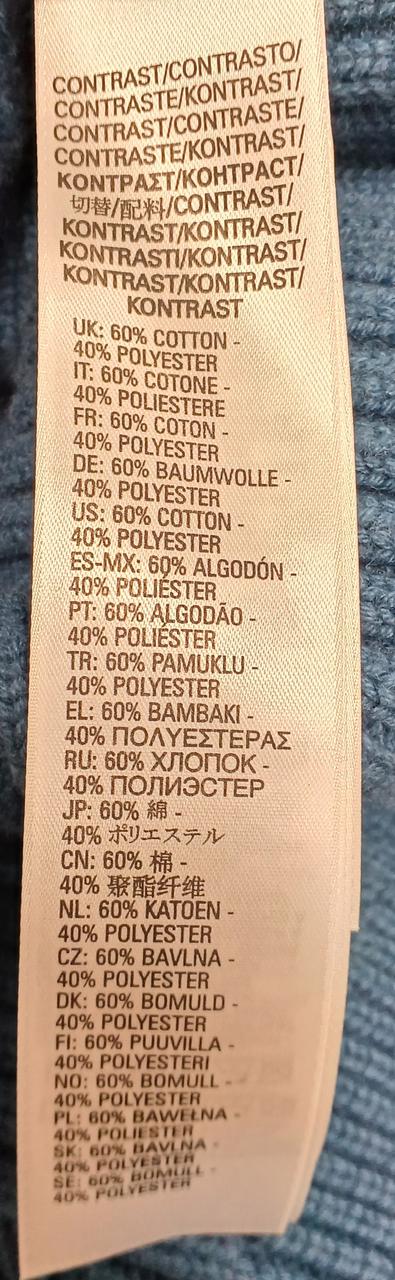 CONTRAST/CONTRASTO/
CONTRASTE/KONTRAST/
CONTRAST/CONTRASTE/
CONTRASTE/KONTRAST/
ΚΟΝΤΡΑΣΤ/КОНТРАСТ/
切替/配料/CONTRAST/
KONTRAST/KONTRAST/
KONTRASTI/KONTRAST/
KONTRAST/KONTRAST/
KONTRAST
UK: 60% COTTON -
40% POLYESTER
IT: 60% COTONE -
40% POLIESTERE
FR: 60% COTON -
40% POLYESTER
DE: 60% BAUMWOLLE -
40% POLYESTER
US: 60% COTTON -
40% POLYESTER
ES-MX: 60% ALGODÓN -
40% POLIÉSTER
PT: 60% ALGODÃO -
40% POLIÉSTER
TR: 60% PAMUKLU -
40% POLYESTER
EL: 60% ΒΑΜΒΑΚΙ -
40% ΠΟΛΥΕΣΤΕΡΑΣ
RU: 60% ХЛОПОК -
40% ПОЛИЭСТЕР
JP: 60% 綿 -
40% ポリエステル
CN: 60% 棉 -
40% 聚酯纤维
NL: 60% KATOEN -
40% POLYESTER
CZ: 60% BAVLNA -
40% POLYESTER
DK: 60% BOMULD -
40% POLYESTER
FI: 60% PUUVILLA -
40% POLYESTERI
NO: 60% BOMULL -
40% POLYESTER
PL: 60% BAWEŁNA -
40% POLIESTER
SK: 60% BAVLNA -
40% POLYESTER
SE: 60% BOMULL -
40% POLYESTER